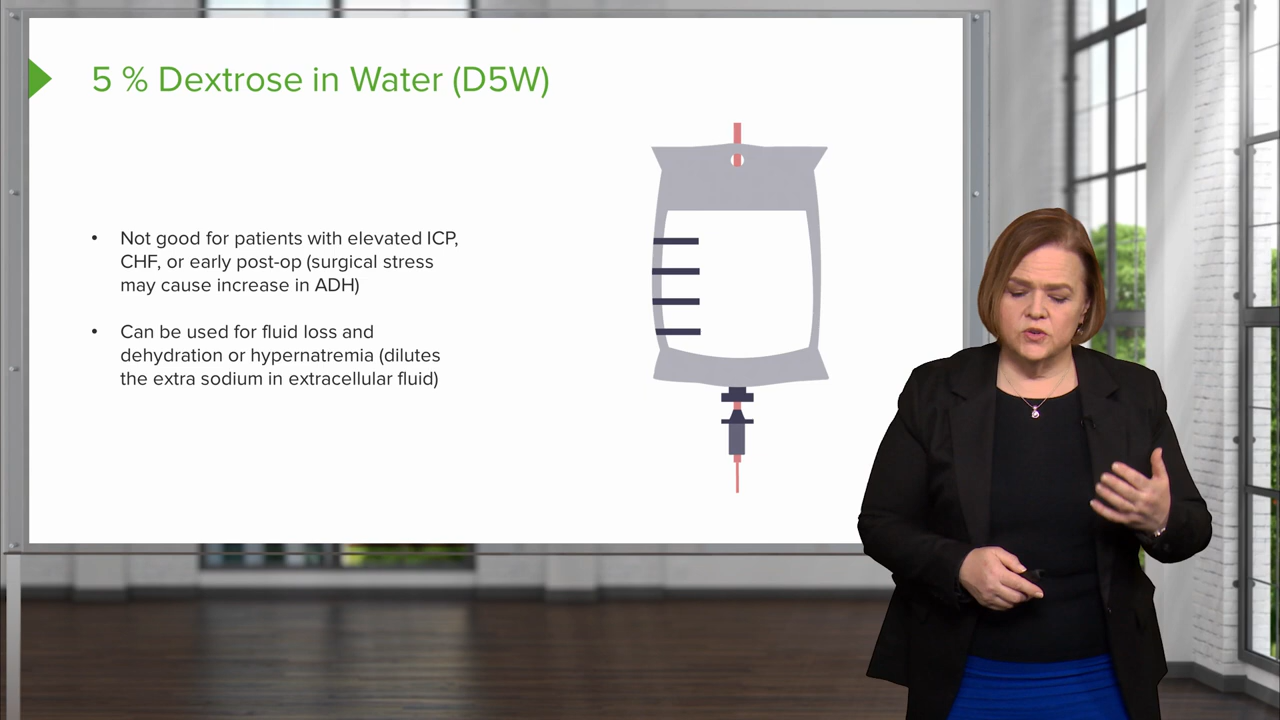 5 % Dextrose in Water (D5W)
• Not good for patients with elevated ICP,
CHF, or early post-op (surgical stress
may cause increase in ADH)
• Can be used for fluid loss and
dehydration or hypernatremia (dilutes
the extra sodium in extracellular fluid)